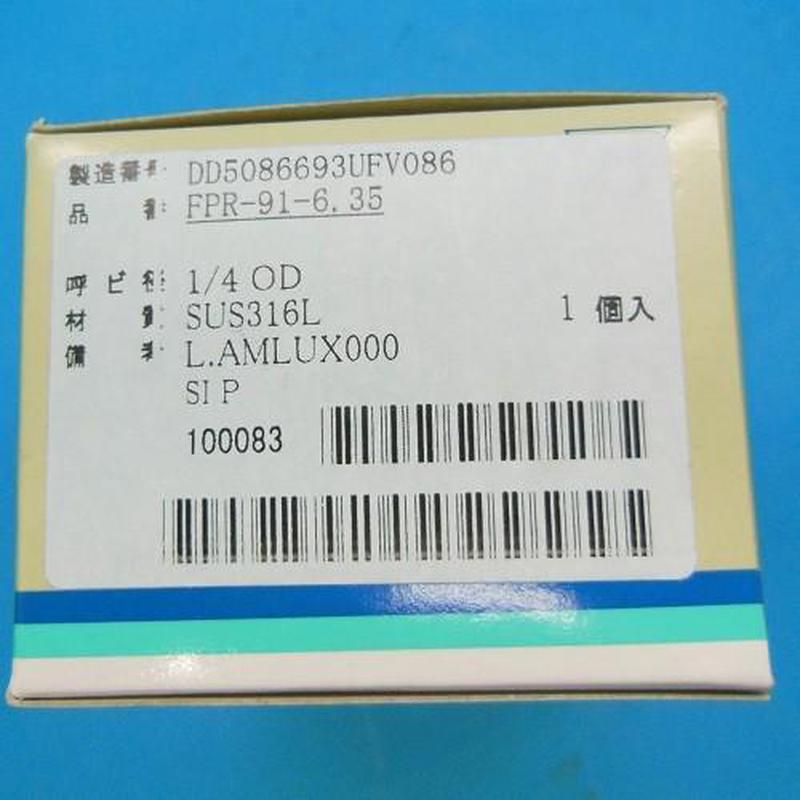 製造番号 DD5086693UFV086
品 番 FPR-91-6.35
呼ビ径 1/4 OD
材 質 SUS316L 1 個入
備 考 L.AMLUX000
SI P
100083